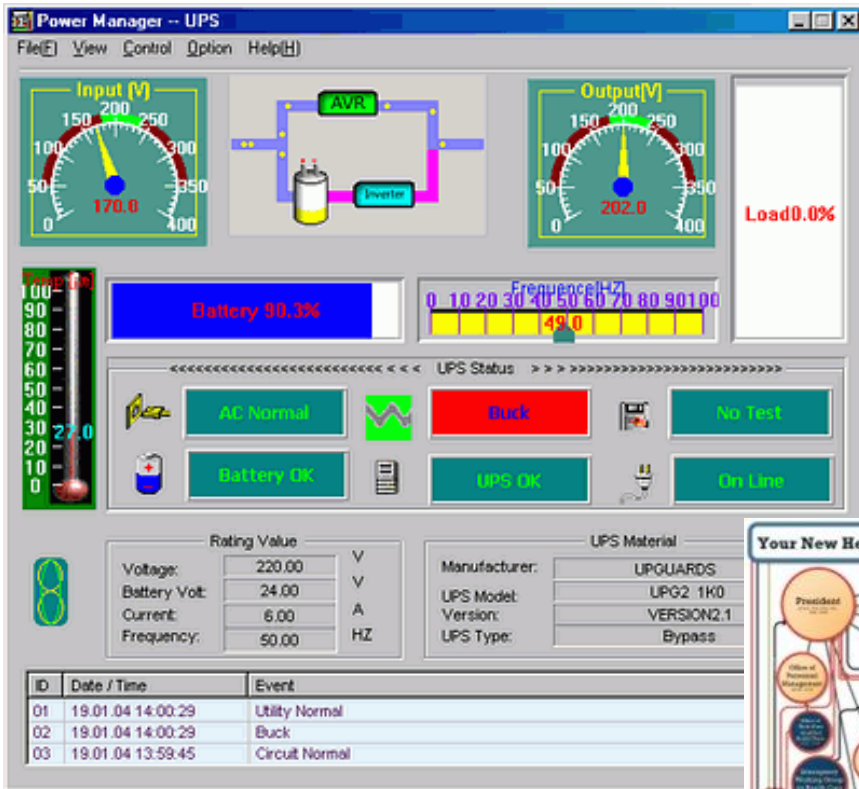 Power Manager -- UPS
File(F) View Control Option Help(H)
Input (V)
0 50 100 150 200 250 300 350 400
170.0
AVR
Inverter
Output[V]
0 50 100 150 200 250 300 350 400
202.0
Load0.0%
100
90
80
70
60
50
40
30
20
10
0
27.0
Battery 90.3%
Frequence[HZ]
0 10 20 30 40 50 60 70 80 90100
49.0
<<<<<<<<<<<<<<<<<<<<<<<<<< < < < UPS Status > > > >>>>>>>>>>>>>>>>>>>>>>>>>>
AC Normal Buck No Test
Battery OK UPS OK On Line
Rating Value
Voltage: 220.00 V
Battery Volt: 24.00 V
Current: 6.00 A
Frequency: 50.00 HZ
UPS Material
Manufacturer: UPGUARDS
UPS Model: UPG2 1K0
Version: VERSION2.1
UPS Type: Bypass
ID Date / Time Event
01 19.01.04 14:00:29 Utility Normal
02 19.01.04 14:00:29 Buck
03 19.01.04 13:59:45 Circuit Normal
Your New He
President
Office of
Personnel
Management